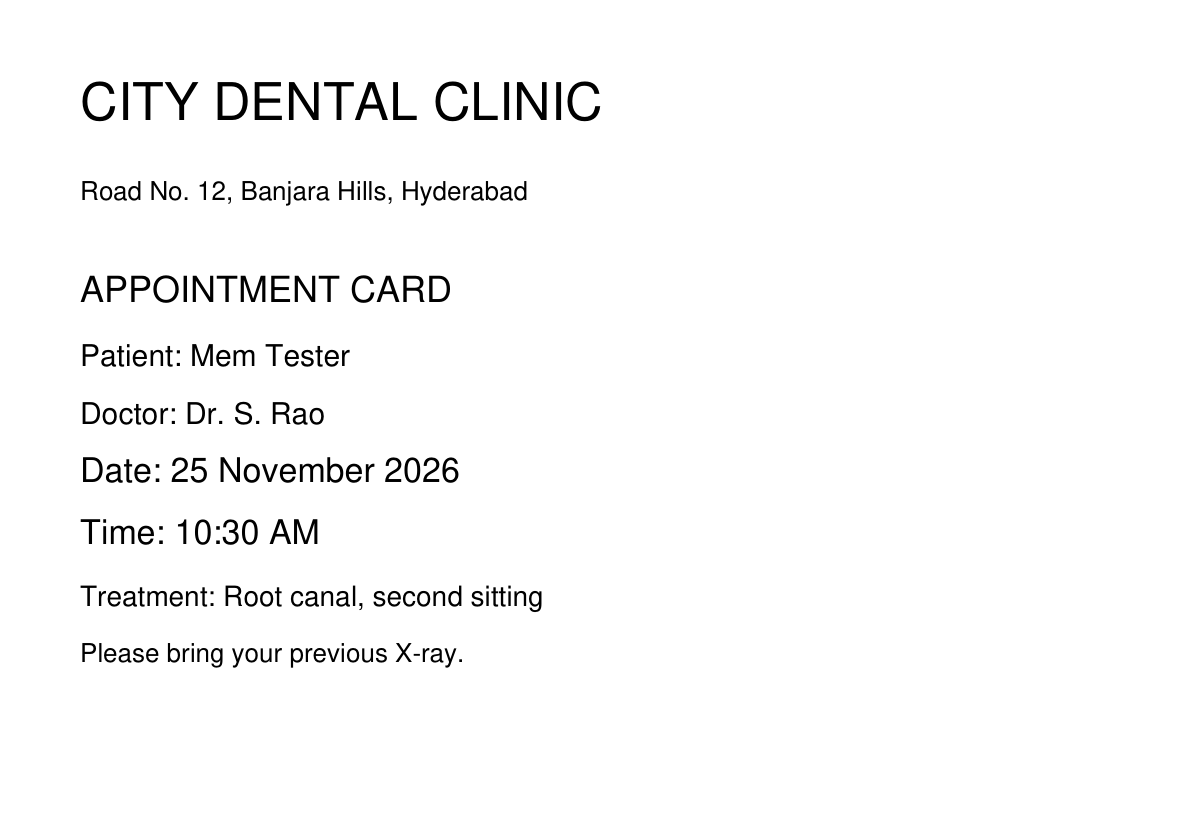 CITY DENTAL CLINIC
Road No. 12, Banjara Hills, Hyderabad
APPOINTMENT CARD
Patient: Mem Tester
Doctor: Dr. S. Rao
Date: 25 November 2026
Time: 10:30 AM
Treatment: Root canal, second sitting
Please bring your previous X-ray.